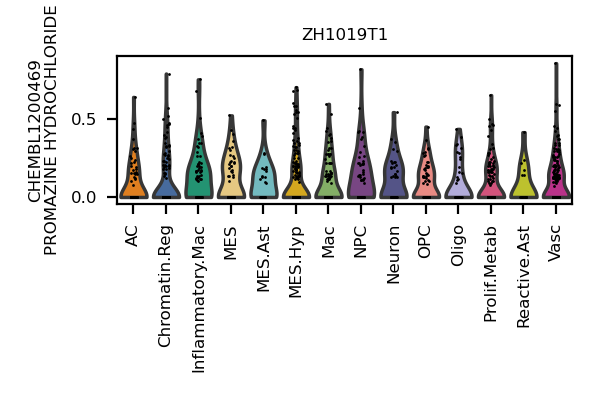 ZH1019T1
CHEMBL1200469
PROMAZINE HYDROCHLORIDE
0.5
0.0
AC
Chromatin.Reg
Inflammatory.Mac
MES
MES.Ast
MES.Hyp
Mac
NPC
Neuron
OPC
Oligo
Prolif.Metab
Reactive.Ast
Vasc